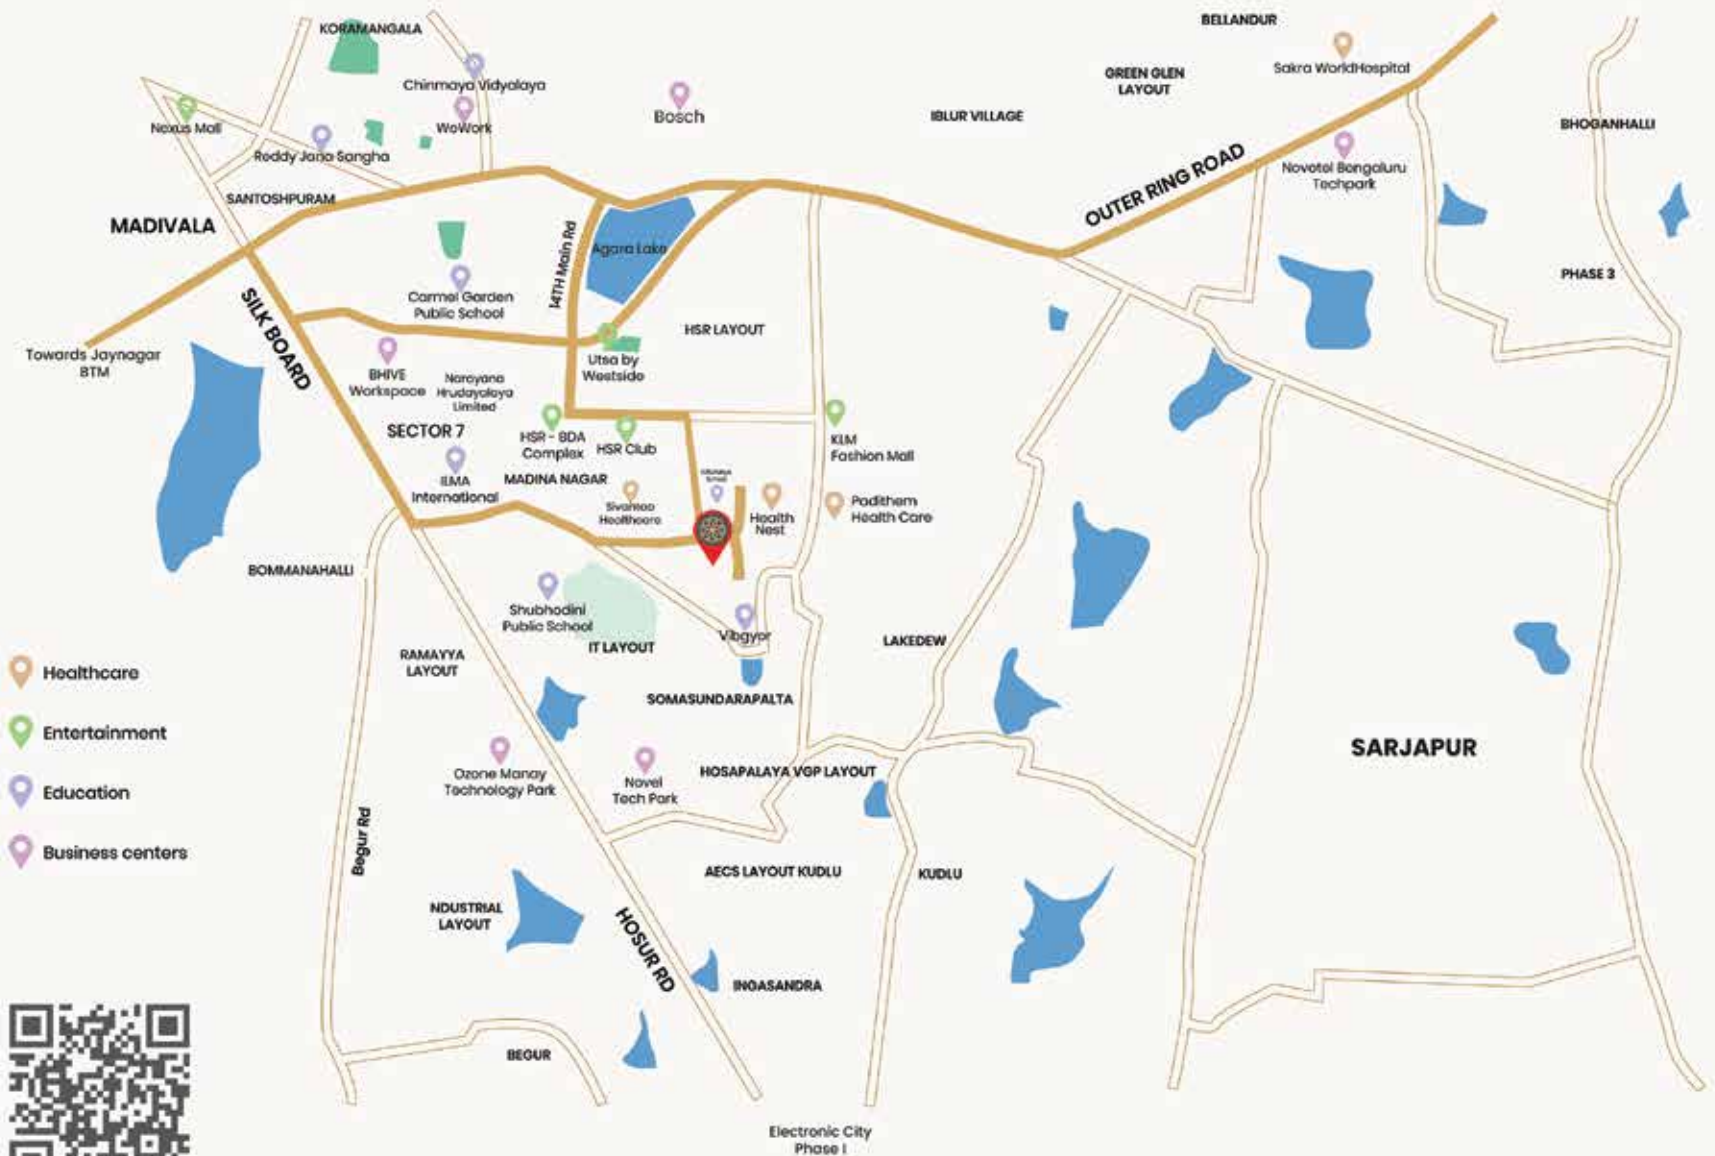 KORAMANGALA
BELLANDUR
Sakra WorldHospital
Chinmaya Vidyalaya
GREEN GLEN
LAYOUT
Nexus Mall
WeWork
Bosch
IBLUR VILLAGE
BHOGANHALLI
Reddy Jana Sangha
OUTER RING ROAD
Novotel Bengaluru
Techpark
SANTOSHPURAM
MADIVALA
14TH Main Rd
Agara Lake
PHASE 3
Carmel Garden
Public School
SILK BOARD
HSR LAYOUT
Towards Jaynagar
BTM
Utsa by
Westside
BHIVE
Workspace
Narayana
Hrudayalaya
Limited
SECTOR 7
HSR - BDA
Complex
HSR Club
KLM
Fashion Mall
ILMA
International
MADINA NAGAR
School
Healthcare
Health
Nest
Padithem
Health Care
BOMMANAHALLI
Shubhodini
Public School
Vibgyor
IT LAYOUT
LAKEDEW
RAMAYYA
LAYOUT
Healthcare
SOMASUNDARAPALTA
Entertainment
SARJAPUR
Ozone Manay
Technology Park
Novel
Tech Park
HOSAPALAYA VGP LAYOUT
Education
Begur Rd
Business centers
AECS LAYOUT KUDLU
KUDLU
NDUSTRIAL
LAYOUT
HOSUR RD
INGASANDRA
BEGUR
Electronic City
Phase I